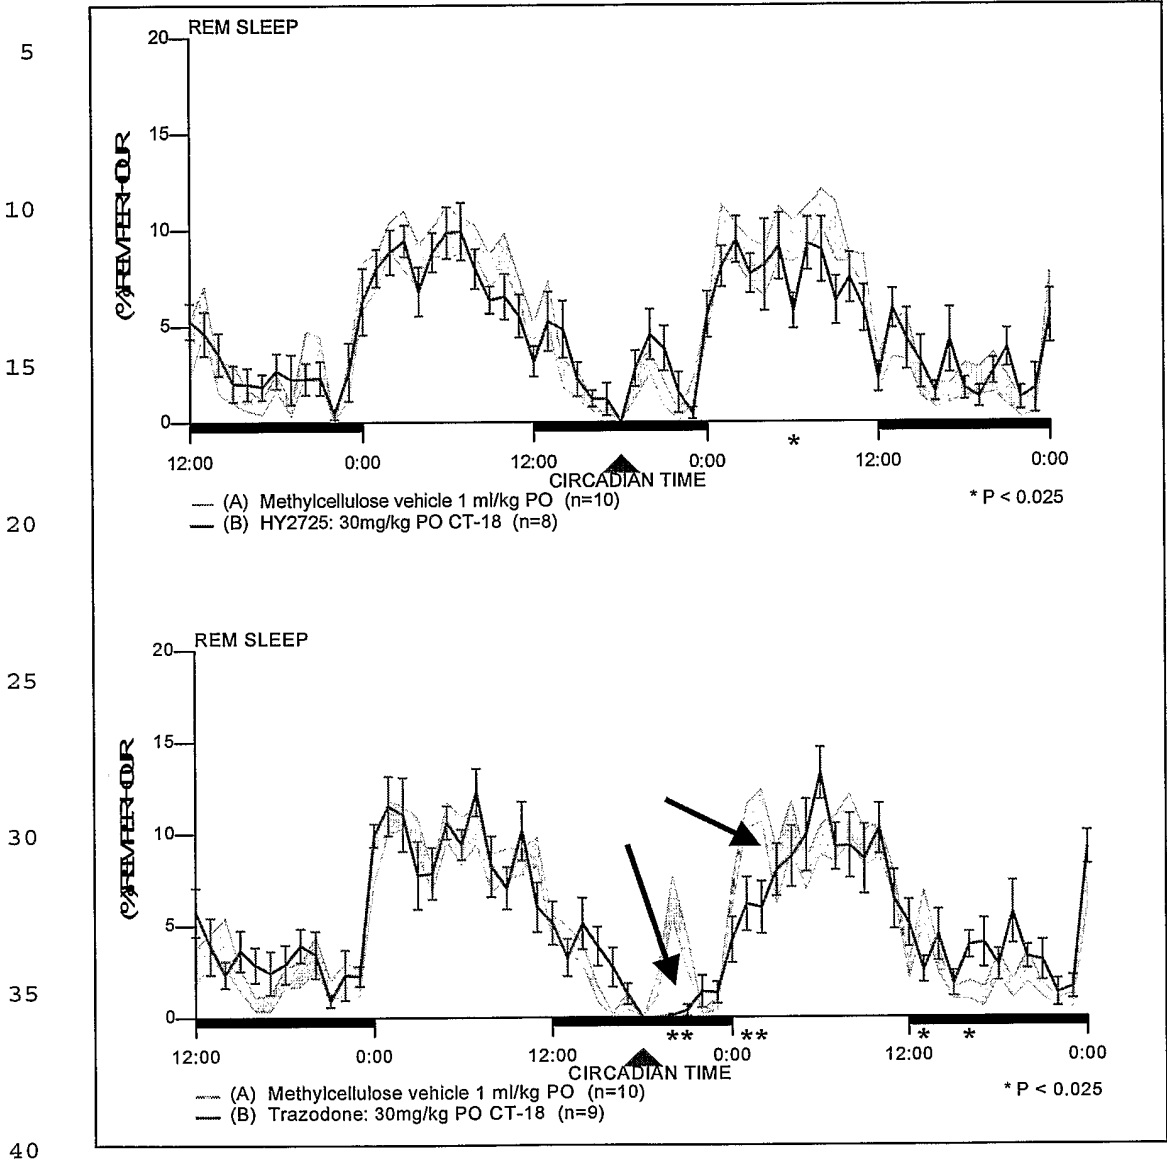 5
REM SLEEP
20
15
10
10
5
15
0
*
12:00 0:00 12:00 0:00 12:00 0:00
CIRCADIAN TIME
(A) Methylcellulose vehicle 1 ml/kg PO (n=10)
* P < 0.025
20
(B) HY2725: 30mg/kg PO CT-18 (n=8)
REM SLEEP
20
25
15
10
30
5
35
0
** ** * *
12:00 0:00 12:00 0:00 12:00 0:00
CIRCADIAN TIME
(A) Methylcellulose vehicle 1 ml/kg PO (n=10)
* P < 0.025
(B) Trazodone: 30mg/kg PO CT-18 (n=9)
40